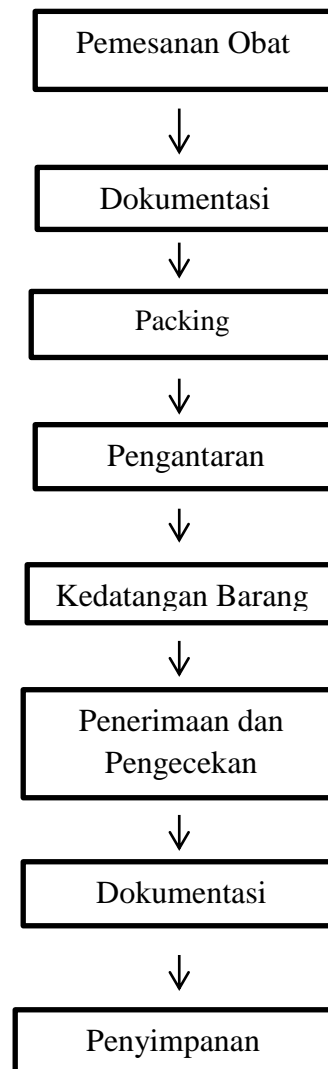 Pemesanan Obat
Dokumentasi
Packing
Pengantaran
Kedatangan Barang
Penerimaan dan
Pengecekan
Dokumentasi
Penyimpanan